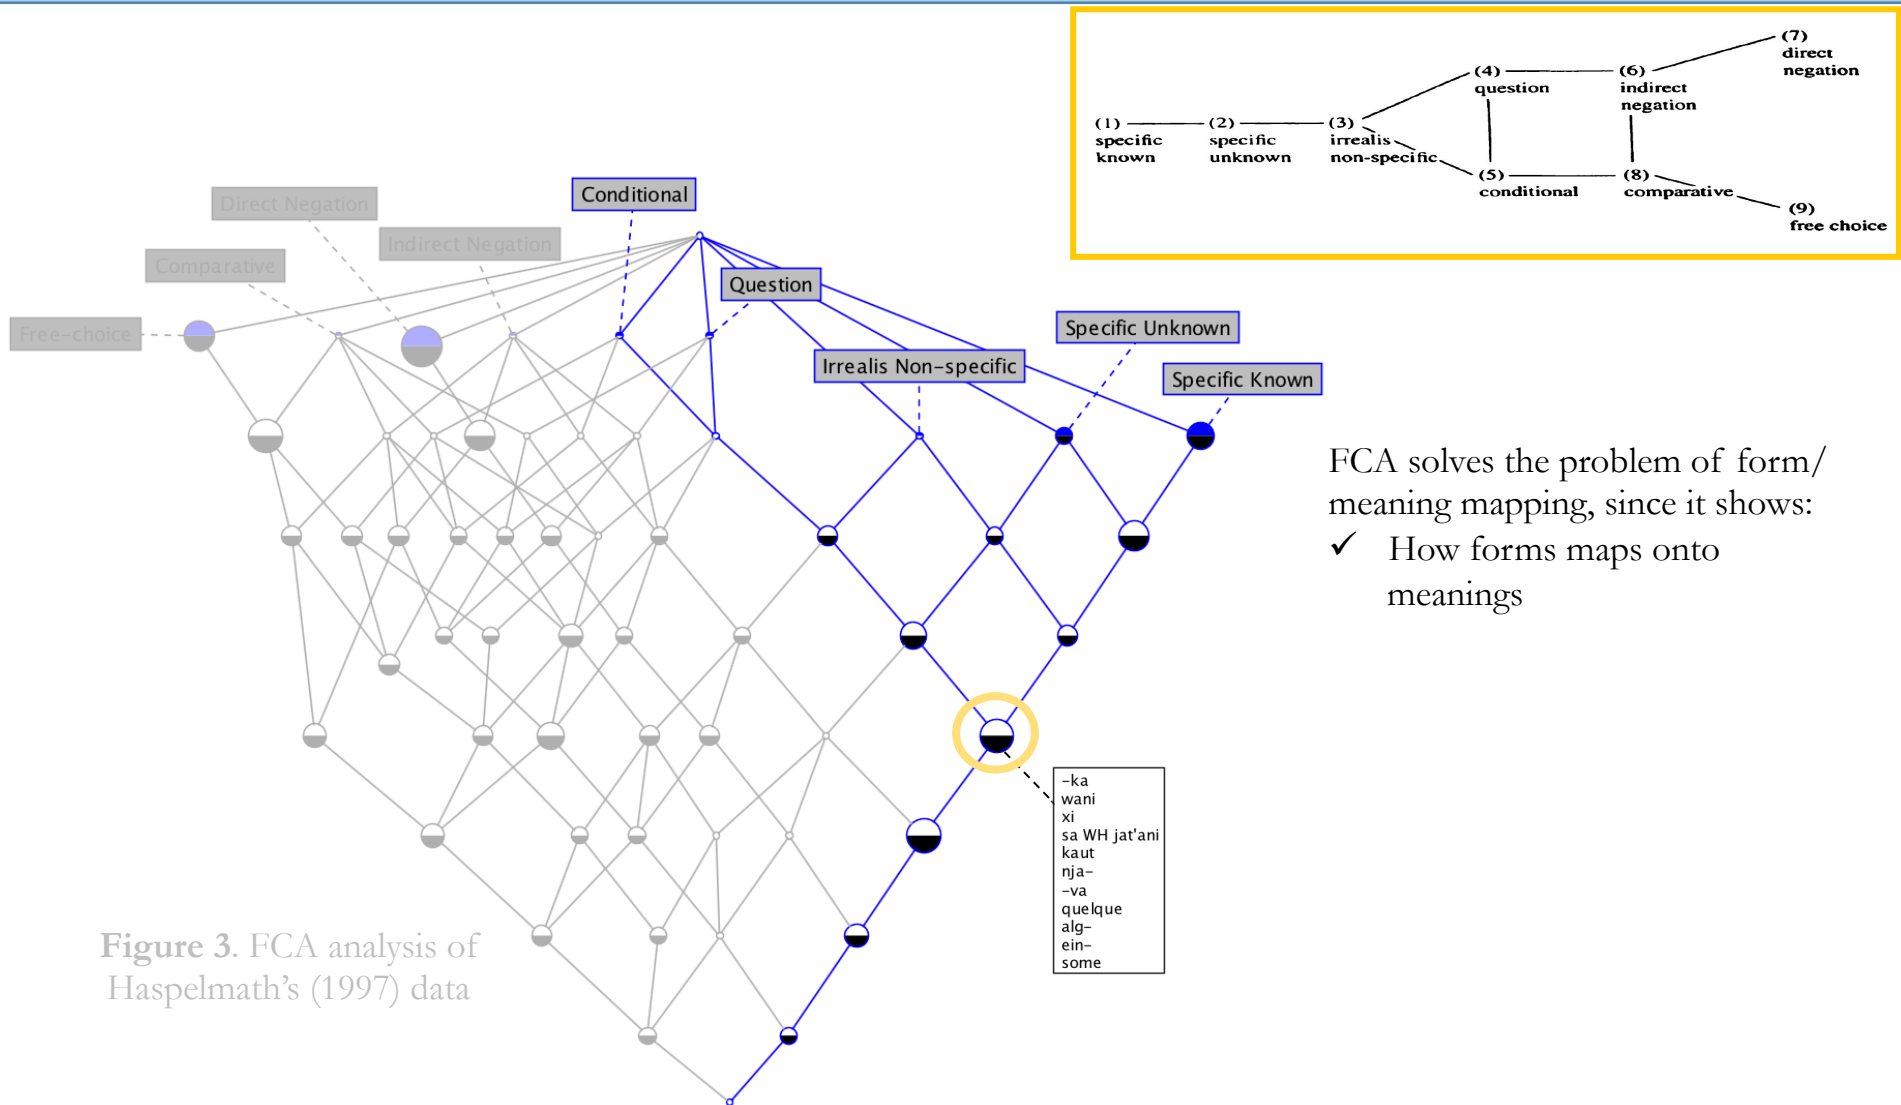 (7)
direct
negation
(4)
question
(6)
indirect
negation
(1)
specific
known
(2)
specific
unknown
(3)
irrealis
non-specific
(5)
conditional
(8)
comparative
(9)
free choice
Conditional
Direct Negation
Indirect Negation
Comparative
Question
Free-choice
Specific Unknown
Irrealis Non-specific
Specific Known
FCA solves the problem of form/
meaning mapping, since it shows:
✓ How forms maps onto
meanings
-ka
wani
xi
sa WH jat'ani
kaut
nja-
-va
quelque
alg-
ein-
some
Figure 3. FCA analysis of
Haspelmath’s (1997) data